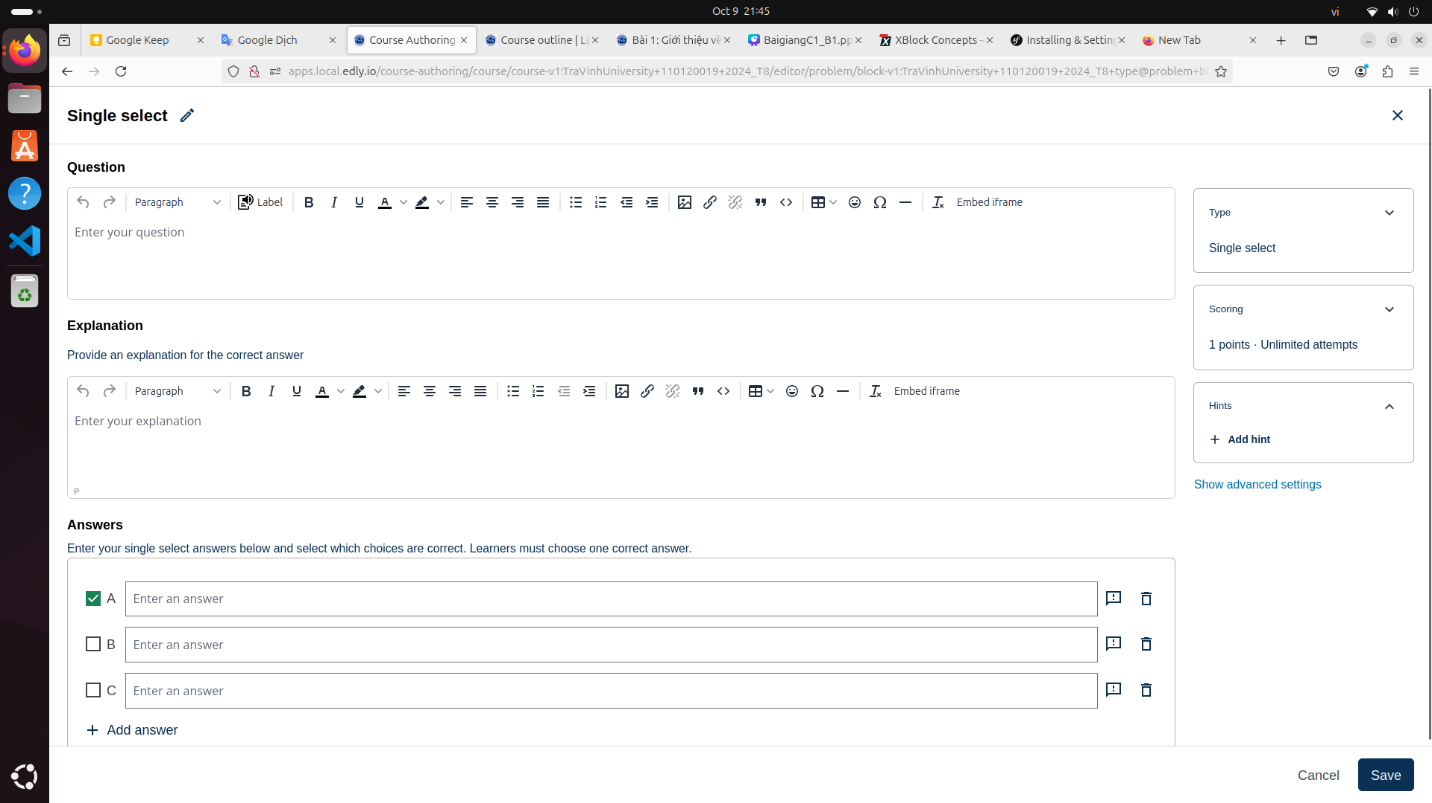 Oct 9 21:45
vi
Google Keep
Google Dịch
Course Authoring
Course outline | L
Bài 1: Giới thiệu về
BaigiangC1_B1.pp
XBlock Concepts -
Installing & Setting
New Tab
apps.local.edly.io/course-authoring/course/course-v1:TraVinhUniversity+110120019+2024_T8/editor/problem/block-v1:TraVinhUniversity+110120019+2024_T8+type@problem+bl
Single select
Question
Paragraph
Label
Embed iframe
Enter your question
Explanation
Provide an explanation for the correct answer
Paragraph
Embed iframe
Enter your explanation
P
Answers
Enter your single select answers below and select which choices are correct. Learners must choose one correct answer.
A Enter an answer
B Enter an answer
C Enter an answer
Add answer
Type
Single select
Scoring
1 points · Unlimited attempts
Hints
Add hint
Show advanced settings
Cancel
Save